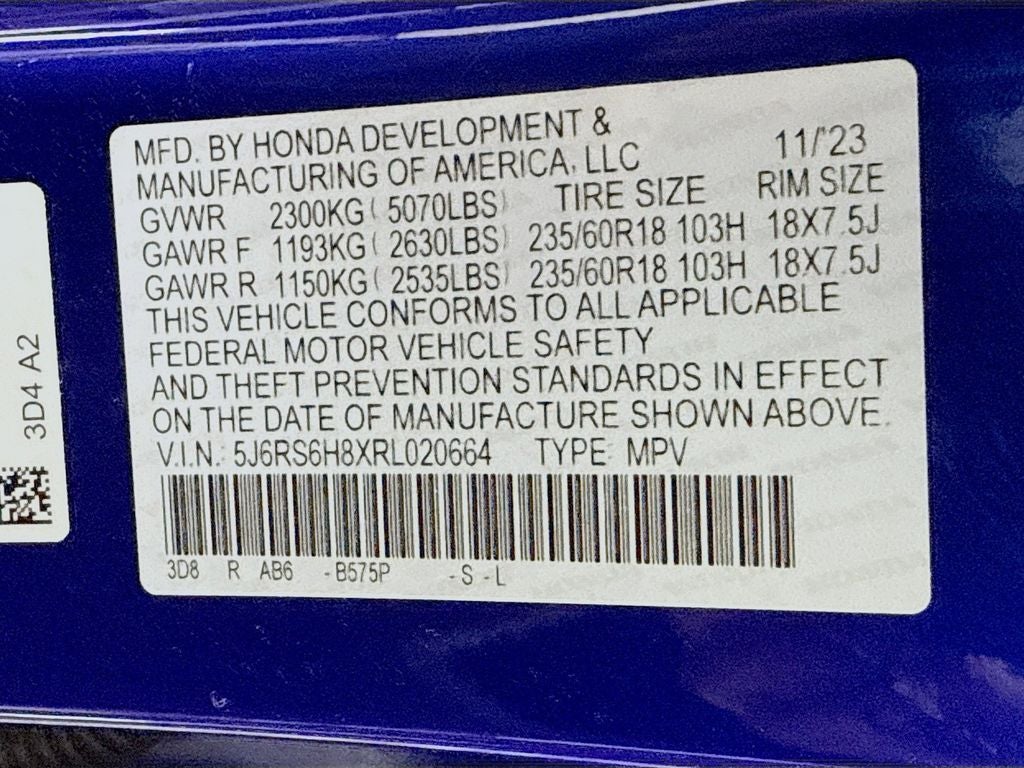 MFD. BY HONDA DEVELOPMENT &
MANUFACTURING OF AMERICA, LLC 11/'23
GVWR 2300KG ( 5070LBS) TIRE SIZE RIM SIZE
GAWR F 1193KG ( 2630LBS) 235/60R18 103H 18X7.5J
GAWR R 1150KG ( 2535LBS) 235/60R18 103H 18X7.5J
THIS VEHICLE CONFORMS TO ALL APPLICABLE
FEDERAL MOTOR VEHICLE SAFETY
AND THEFT PREVENTION STANDARDS IN EFFECT
ON THE DATE OF MANUFACTURE SHOWN ABOVE.
V.I.N.: 5J6RS6H8XRL020664 TYPE: MPV
3D8 R AB6 -B575P -S -L
3D4 A2